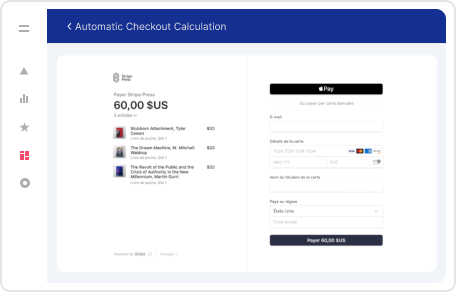 Automatic Checkout Calculation
Stripe
Press
Payer Stripe Press
60,00 $US
3 articles
Stubborn Attachment, Tyler
Cowen
Livre de poche, Qté 1
$20
The Dream Machine, M. Mitchell
Waldrop
Livre de poche, Qté 1
$20
The Revolt of the Public and the
Crisis of Authority in the New
Millennium, Martin Gurri
Livre de poche, Qté 1
$20
Powered by stripe
Français
Pay
Ou payer par carte bancaire
E-mail
Détails de la carte
1234 1234 1234 1234
VISA
MM / YY
CVC
Nom du titulaire de la carte
Pays ou région
États-Unis
Code postal
Payer 60,00 $US